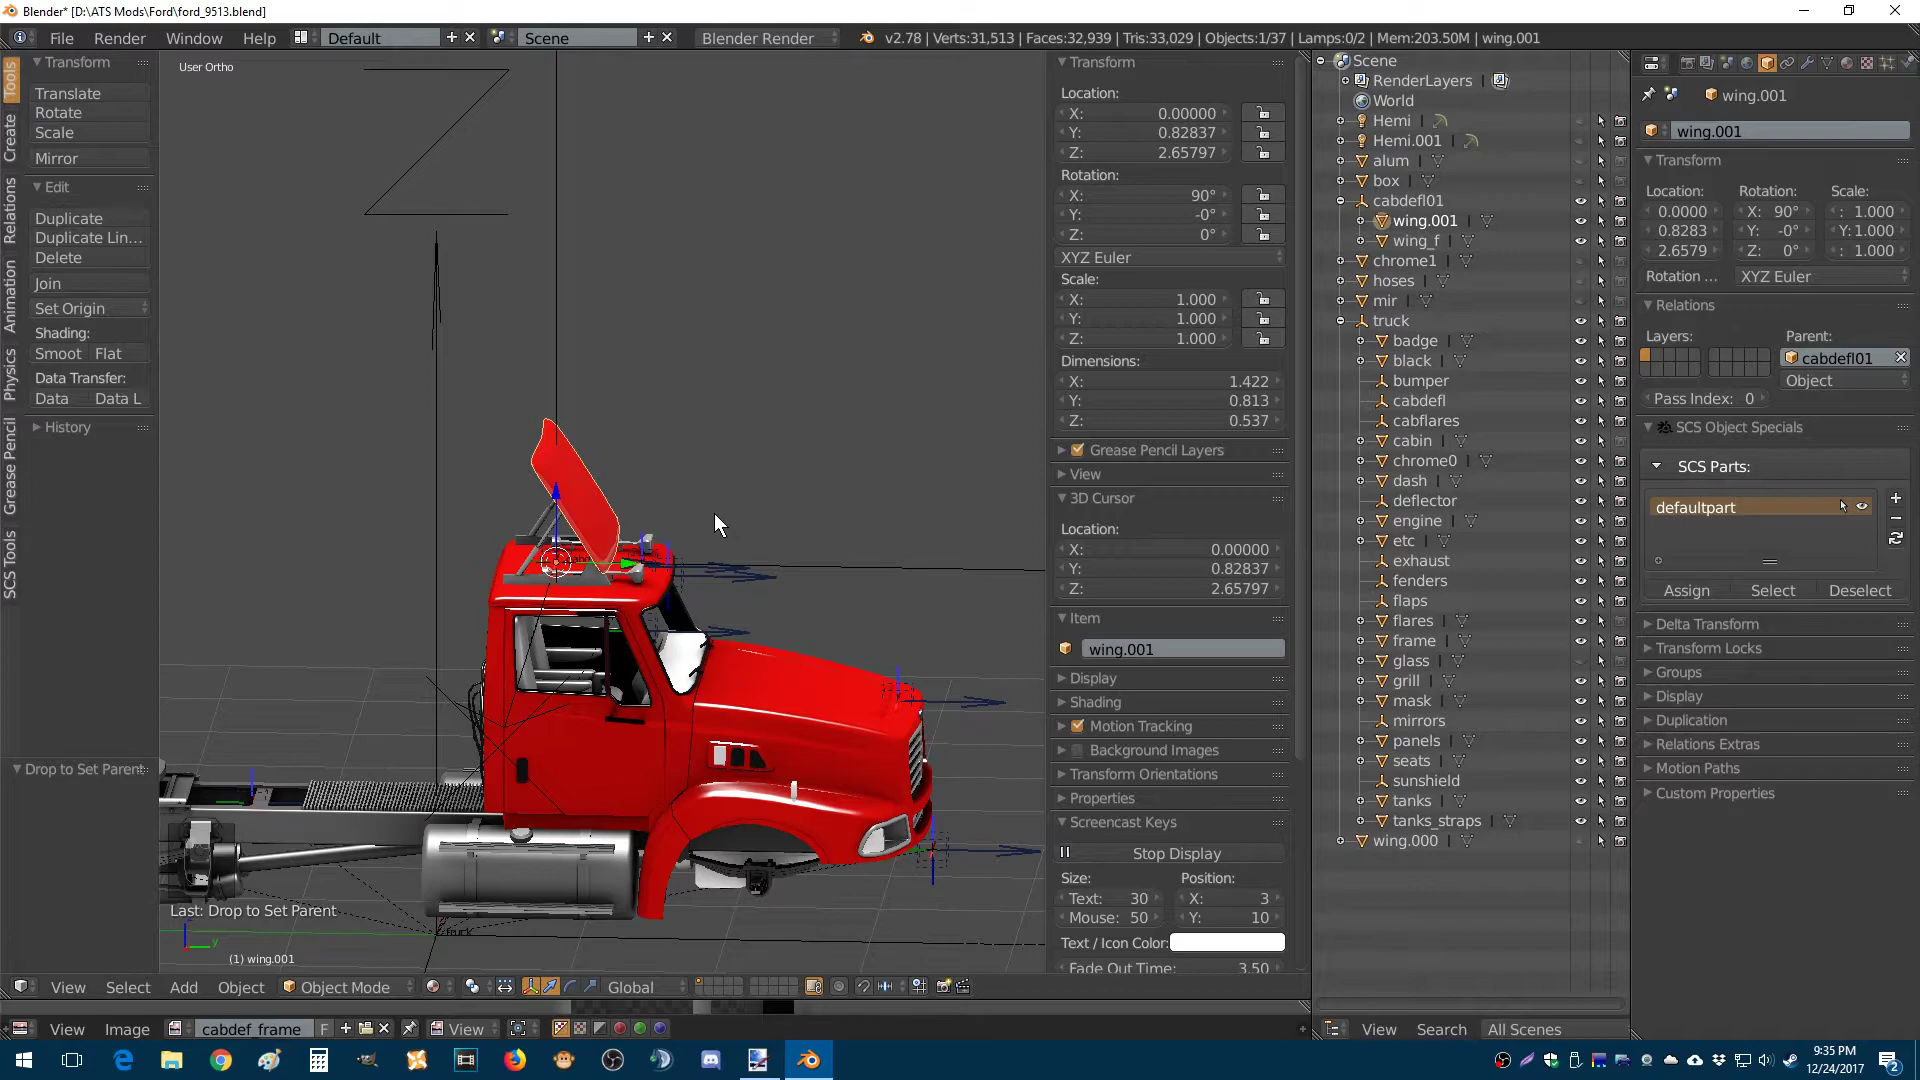 Blender* [D:\ATS Mods\Ford\ford_9513.blend]
File Render Window Help Default Scene Blender Render v2.78 | Verts:31,513 | Faces:32,939 | Tris:33,029 | Objects:1/37 | Lamps:0/2 | Mem:203.50M | wing.001
Tools
Create
Relations
Animation
Physics
Grease Pencil
SCS Tools
Transform
Translate
Rotate
Scale
Mirror
Edit
Duplicate
Duplicate Lin...
Delete
Join
Set Origin
Shading:
Smoot Flat
Data Transfer:
Data Data L
History
Drop to Set Parent
User Ortho
truck
Last: Drop to Set Parent
(1) wing.001
Transform
Location:
X: 0.00000
Y: 0.82837
Z: 2.65797
Rotation:
X: 90°
Y: -0°
Z: 0°
XYZ Euler
Scale:
X: 1.000
Y: 1.000
Z: 1.000
Dimensions:
X: 1.422
Y: 0.813
Z: 0.537
Grease Pencil Layers
View
3D Cursor
Location:
X: 0.00000
Y: 0.82837
Z: 2.65797
Item
wing.001
Display
Shading
Motion Tracking
Background Images
Transform Orientations
Properties
Screencast Keys
Stop Display
Size: Position:
Text: 30 X: 3
Mouse: 50 Y: 10
Text / Icon Color:
Fade Out Time: 3.50
Scene
RenderLayers
World
Hemi
Hemi.001
alum
box
cabdefl01
wing.001
wing_f
chrome1
hoses
mir
truck
badge
black
bumper
cabdefl
cabflares
cabin
chrome0
dash
deflector
engine
etc
exhaust
fenders
flaps
flares
frame
glass
grill
mask
mirrors
panels
seats
sunshield
tanks
tanks_straps
wing.000
wing.001
wing.001
Transform
Location: Rotation: Scale:
0.0000 X: 90° : 1.000
0.8283 Y: -0° Y: 1.000
2.6579 Z: 0° : 1.000
Rotation ... XYZ Euler
Relations
Layers: Parent:
cabdefl01
Object
Pass Index: 0
SCS Object Specials
SCS Parts:
defaultpart
Assign Select Deselect
Delta Transform
Transform Locks
Groups
Display
Duplication
Relations Extras
Motion Paths
Custom Properties
View Select Add Object Object Mode Global
View Image cabdef_frame F View
View Search All Scenes
9:35 PM
12/24/2017
2